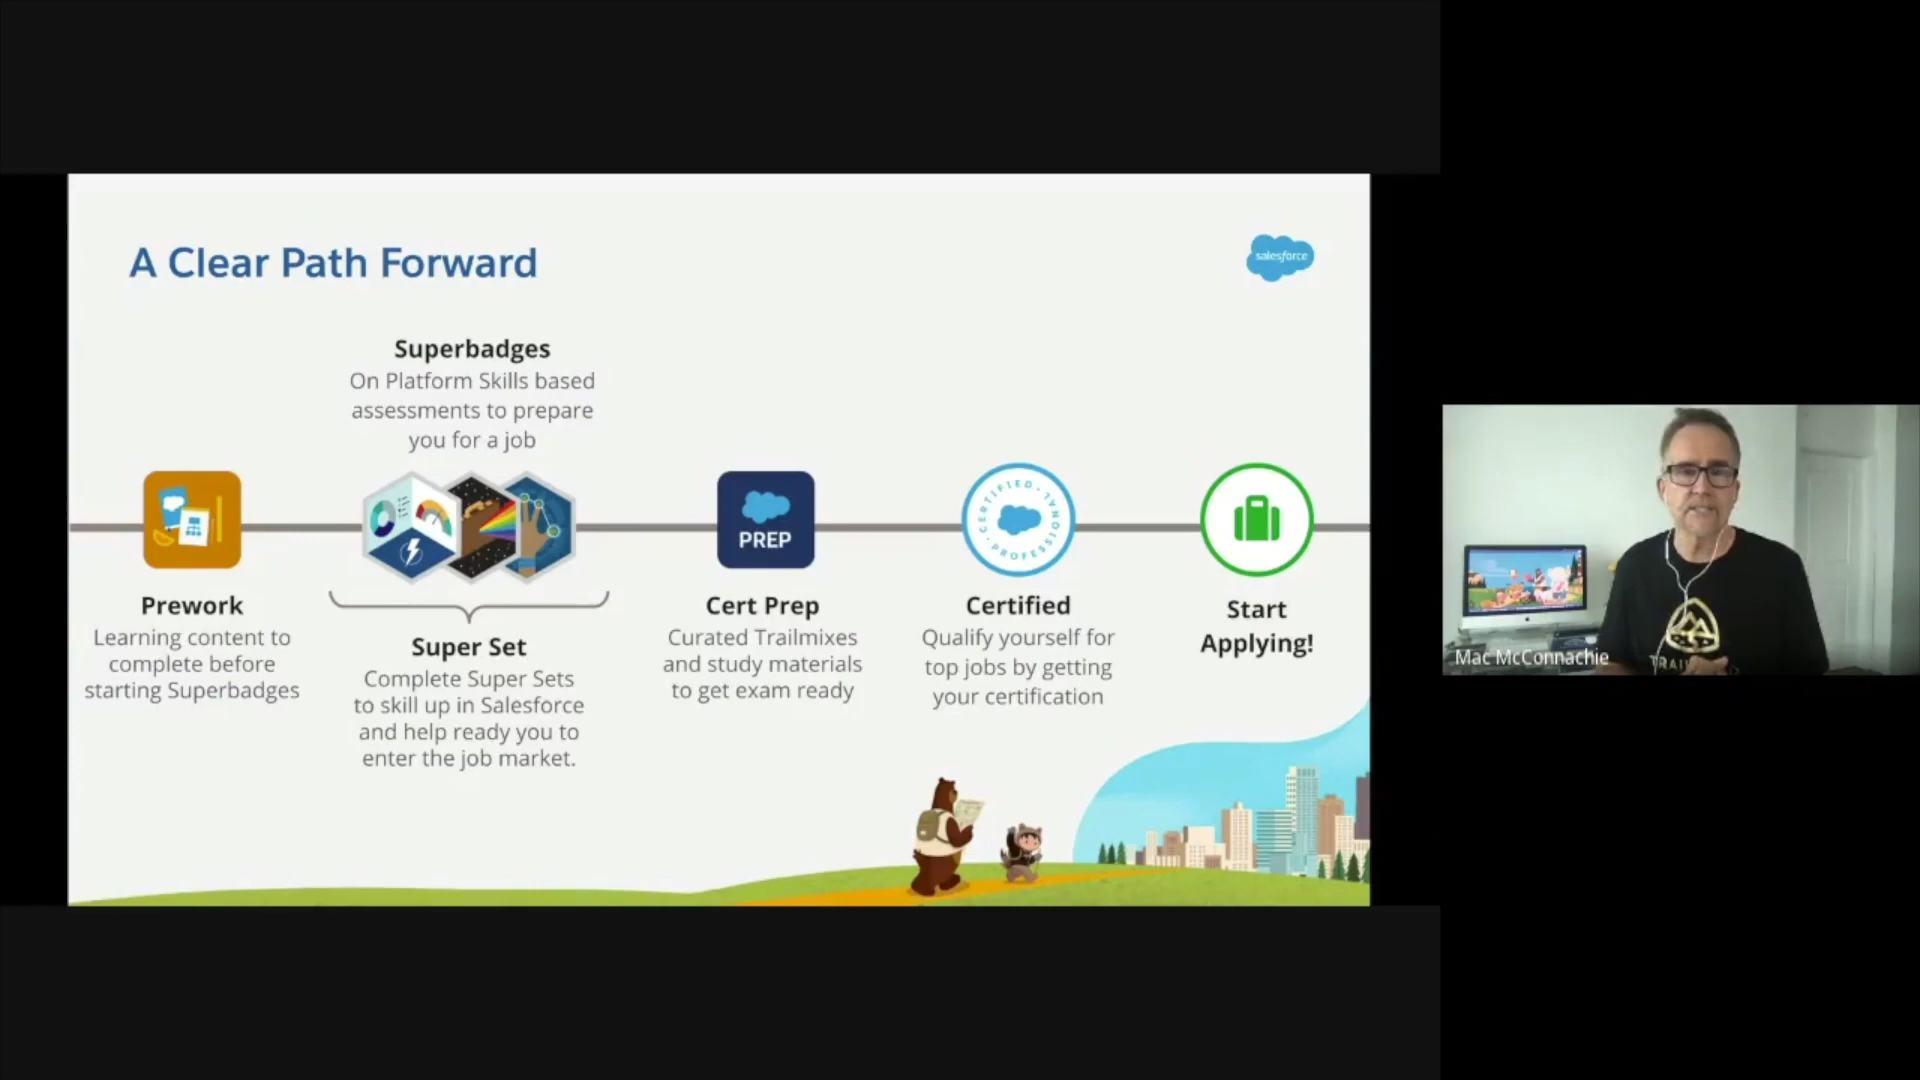 A Clear Path Forward
salesforce
Superbadges
On Platform Skills based
assessments to prepare
you for a job
PREP
CERTIFIED · PROFESSIONAL ·
Prework
Learning content to
complete before
starting Superbadges
Super Set
Complete Super Sets
to skill up in Salesforce
and help ready you to
enter the job market.
Cert Prep
Curated Trailmixes
and study materials
to get exam ready
Certified
Qualify yourself for
top jobs by getting
your certification
Start
Applying!
Mac McConnachie